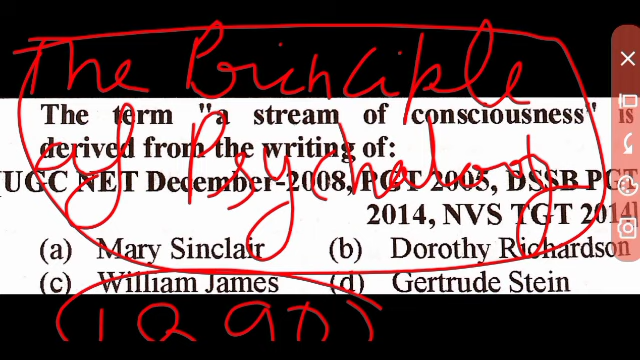 The Principle
The term "a stream of consciousness" is
derived from the writing of:
of Psychology
[UGC NET December-2008, PGT 2005, DSSB PGT
2014, NVS TGT 2014]
(a) Mary Sinclair (b) Dorothy Richardson
(c) William James (d) Gertrude Stein
(1890)